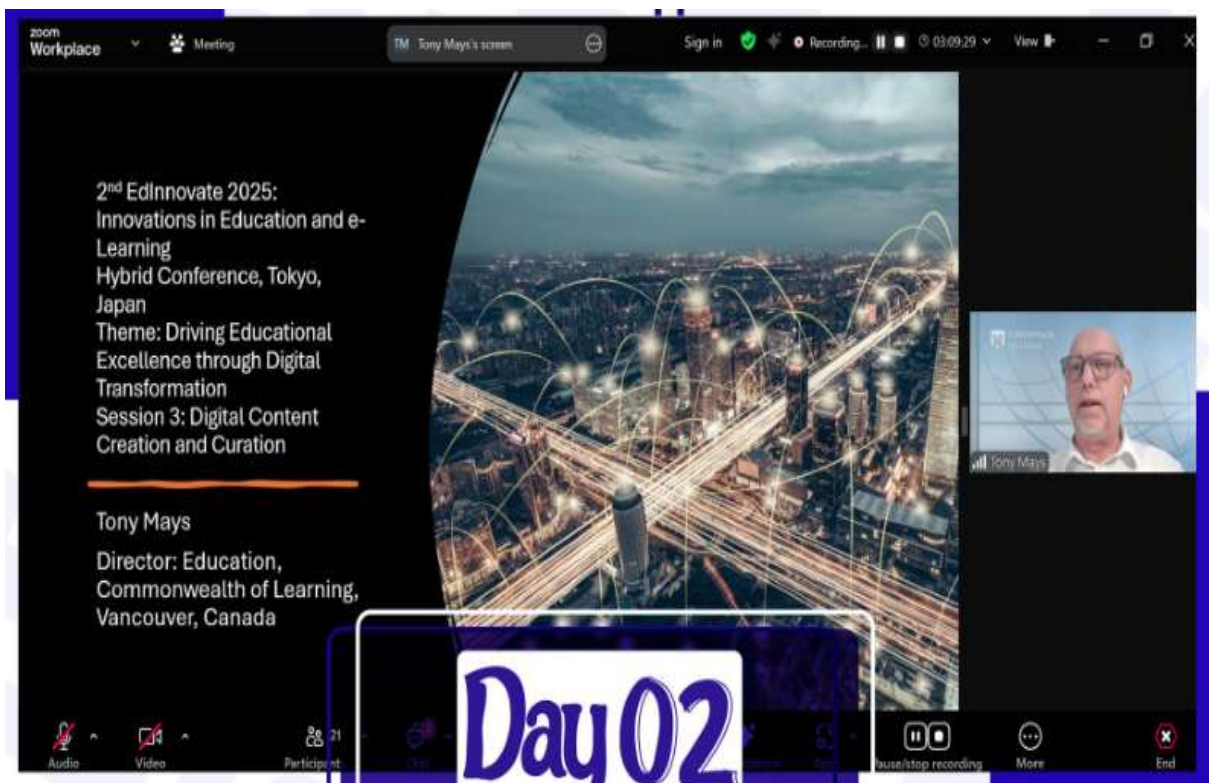 zoom
Workplace
Meeting
TM Tony Mays's screen
Sign in
Recording...
03:09:29
View
2nd EdInnovate 2025:
Innovations in Education and e-
Learning
Hybrid Conference, Tokyo,
Japan
Theme: Driving Educational
Excellence through Digital
Transformation
Session 3: Digital Content
Creation and Curation
Tony Mays
Director: Education,
Commonwealth of Learning,
Vancouver, Canada
Tony Mays
Day 02
Audio
Video
21
Participant
Chat
Pause/stop recording
More
End